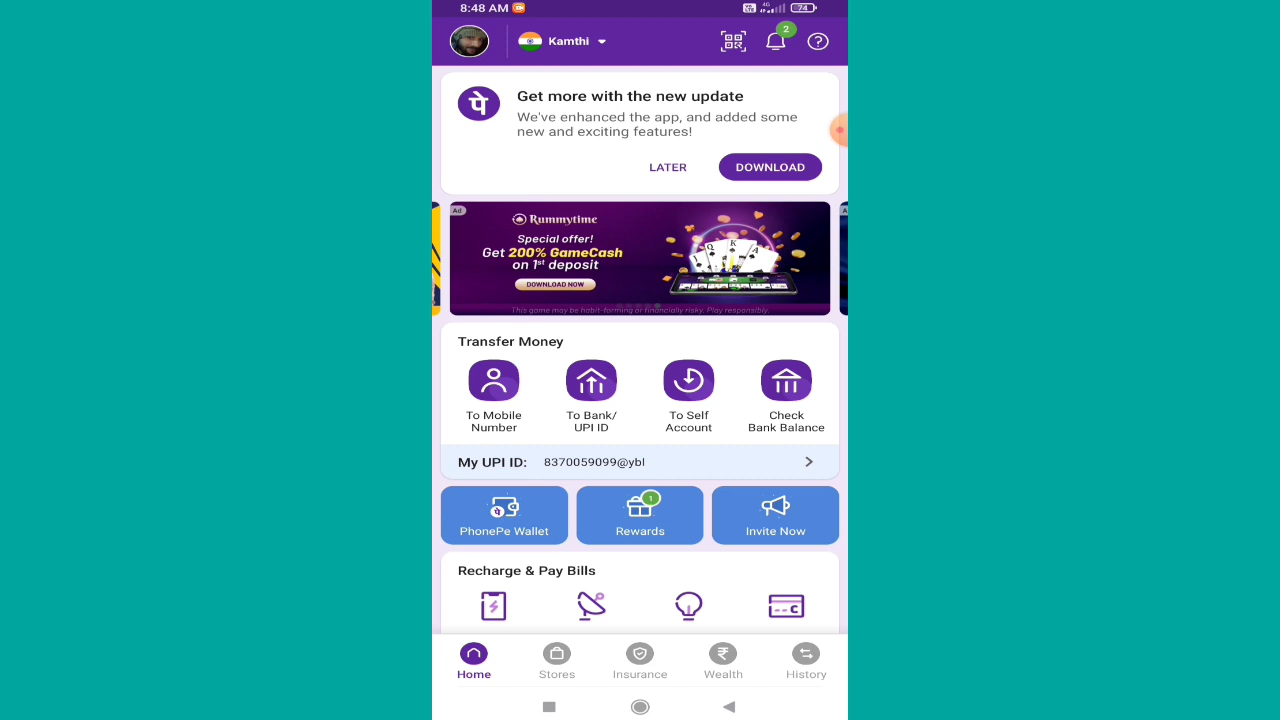 8:48 AM
Vo LTE
4G
74
Kamthi
2
पे
Get more with the new update
We've enhanced the app, and added some
new and exciting features!
LATER
DOWNLOAD
Ad
Rummytime
Special offer!
Get 200% GameCash
on 1st deposit
DOWNLOAD NOW
This game may be habit-forming or financially risky. Play responsibly.
Q
K
A
J
Transfer Money
To Mobile
Number
To Bank/
UPI ID
To Self
Account
Check
Bank Balance
My UPI ID:
8370059099@ybl
पे
1
PhonePe Wallet
Rewards
Invite Now
Recharge & Pay Bills
Home
Stores
Insurance
Wealth
History